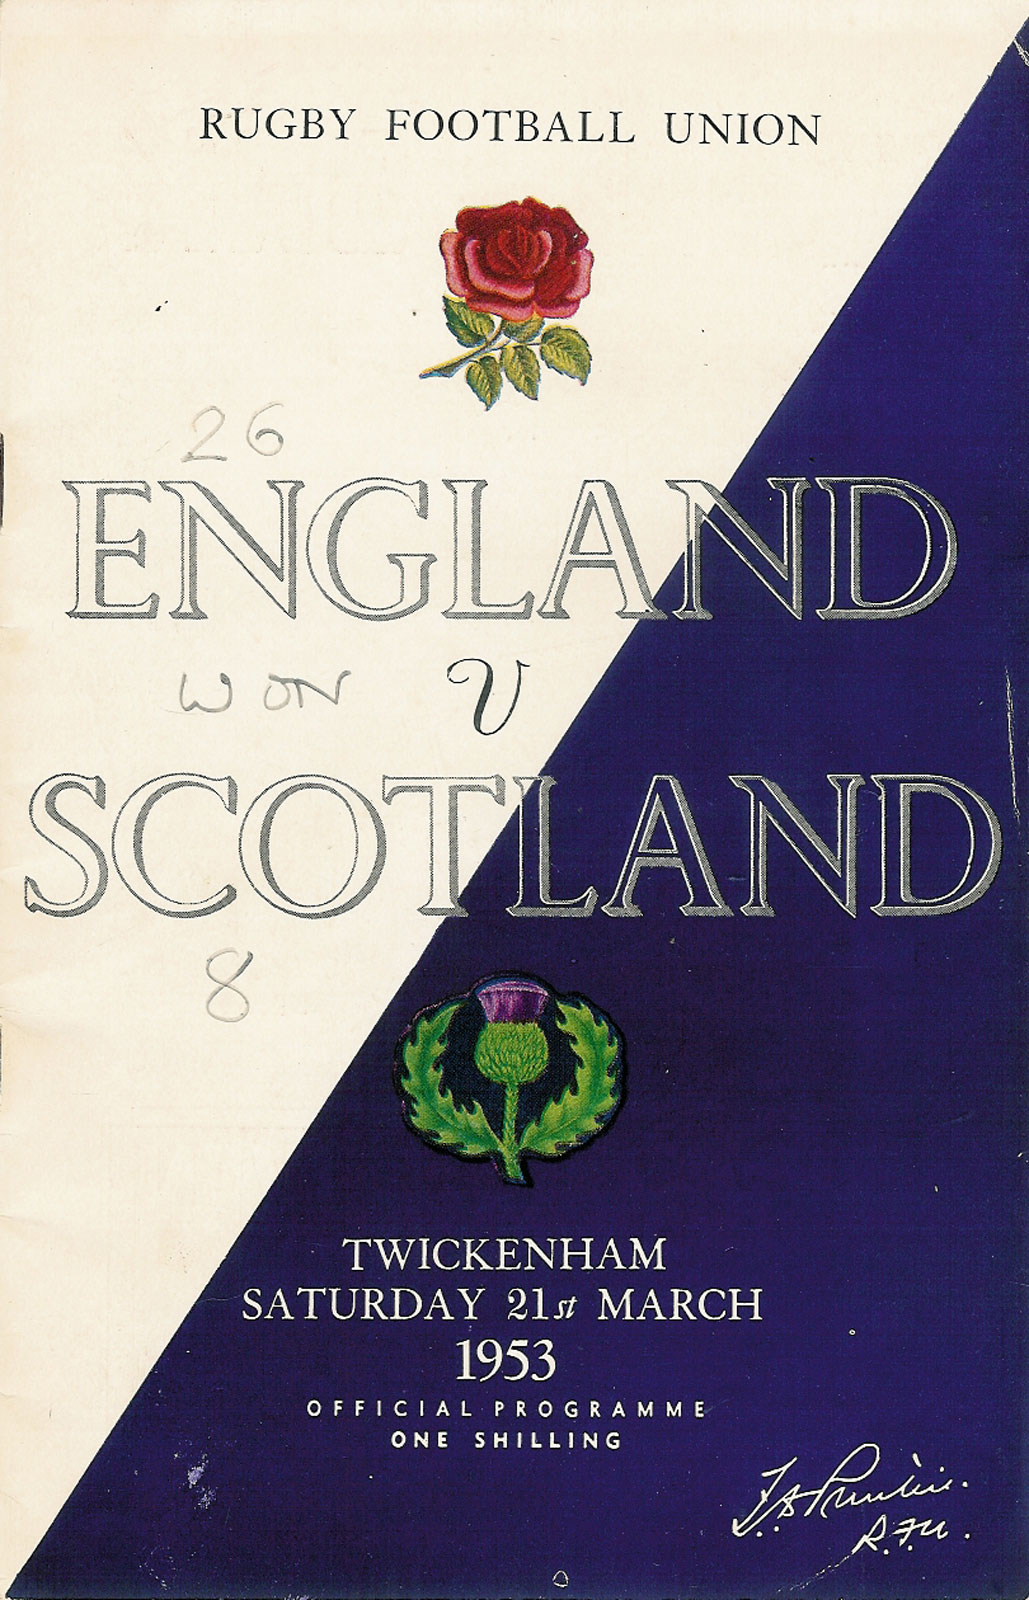 RUGBY FOOTBALL UNION
26
ENGLAND
WON v
SCOTLAND
8
TWICKENHAM
SATURDAY 21st MARCH
1953
OFFICIAL PROGRAMME
ONE SHILLING
R.F.U.